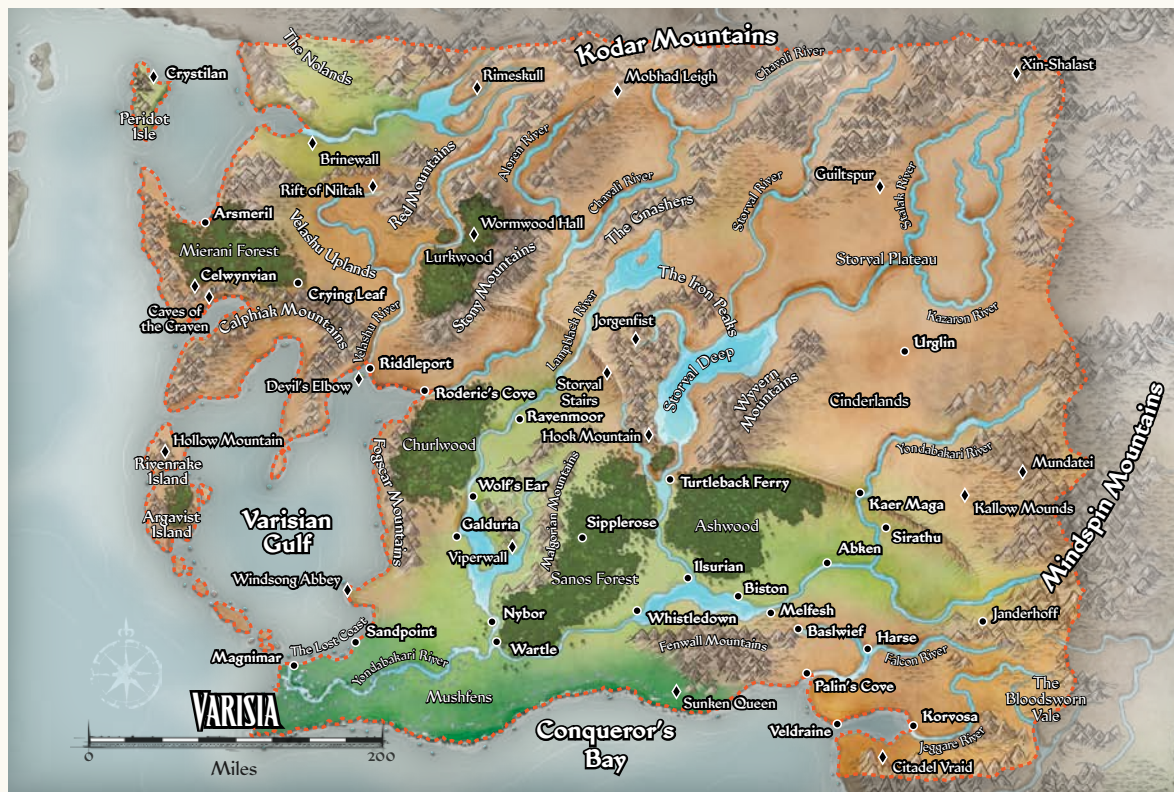 Kodar Mountains
The Nolands
Chavali River
Crystilan
Rimeskull
Mobhad Leigh
Xin-Shalast
Peridot
Isle
Brinewall
Aloren River
Red Mountains
Rift of Niltak
Chavali River
Storval River
Guiltspur
Steilak River
Arsmeril
Velashu Uplands
Wormwood Hall
The Gnashers
Mierani Forest
Lurkwood
Storval Plateau
Celwynvian
Crying Leaf
Stony Mountains
The Iron Peaks
Caves of
the Craven
Calphiak Mountains
Velashu River
Lampblack River
Jorgenfist
Kazaron River
Riddleport
Urglin
Devil's Elbow
Storval
Stairs
Storval Deep
Wyvern
Mountains
Roderic's Cove
Cinderlands
Ravenmoor
Hook Mountain
Hollow Mountain
Churlwood
Fogscar Mountains
Yondabakari River
Rivenrake
Island
Mundatei
Wolf's Ear
Malgorian Mountains
Turtleback Ferry
Kaer Maga
Kallow Mounds
Argavist
Island
Varisian
Gulf
Galduria
Sipplerose
Ashwood
Sirathu
Mindspin Mountains
Viperwall
Abken
Windsong Abbey
Sanos Forest
Ilsurian
Biston
Nybor
Whistledown
Melfesh
Janderhoff
The Lost Coast
Sandpoint
Wartle
Fenwall Mountains
Baslwief
Harse
Magnimar
Yondabakari River
Falcon River
Palin's Cove
VARISIA
Mushfens
Sunken Queen
The
Bloodsworn
Vale
Conqueror's
Bay
Veldraine
Korvosa
Jeggare River
0
200
Miles
Citadel Vraid